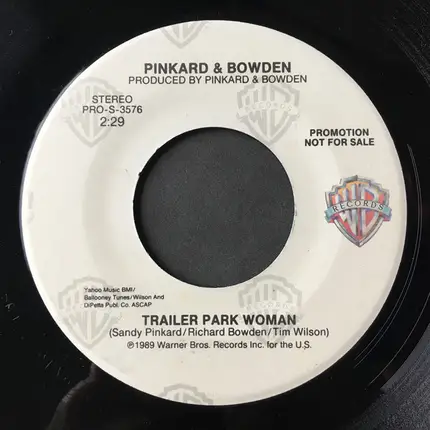 PINKARD & BOWDEN
PRODUCED BY PINKARD & BOWDEN
STEREO
PRO-S-3576
2:29
PROMOTION
NOT FOR SALE
WB
RECORDS
Yahoo Music BMI/
Ballooney Tunes/Wilson And
DiPetta Publ. Co. ASCAP
TRAILER PARK WOMAN
(Sandy Pinkard/Richard Bowden/Tim Wilson)
℗1989 Warner Bros. Records Inc. for the U.S.